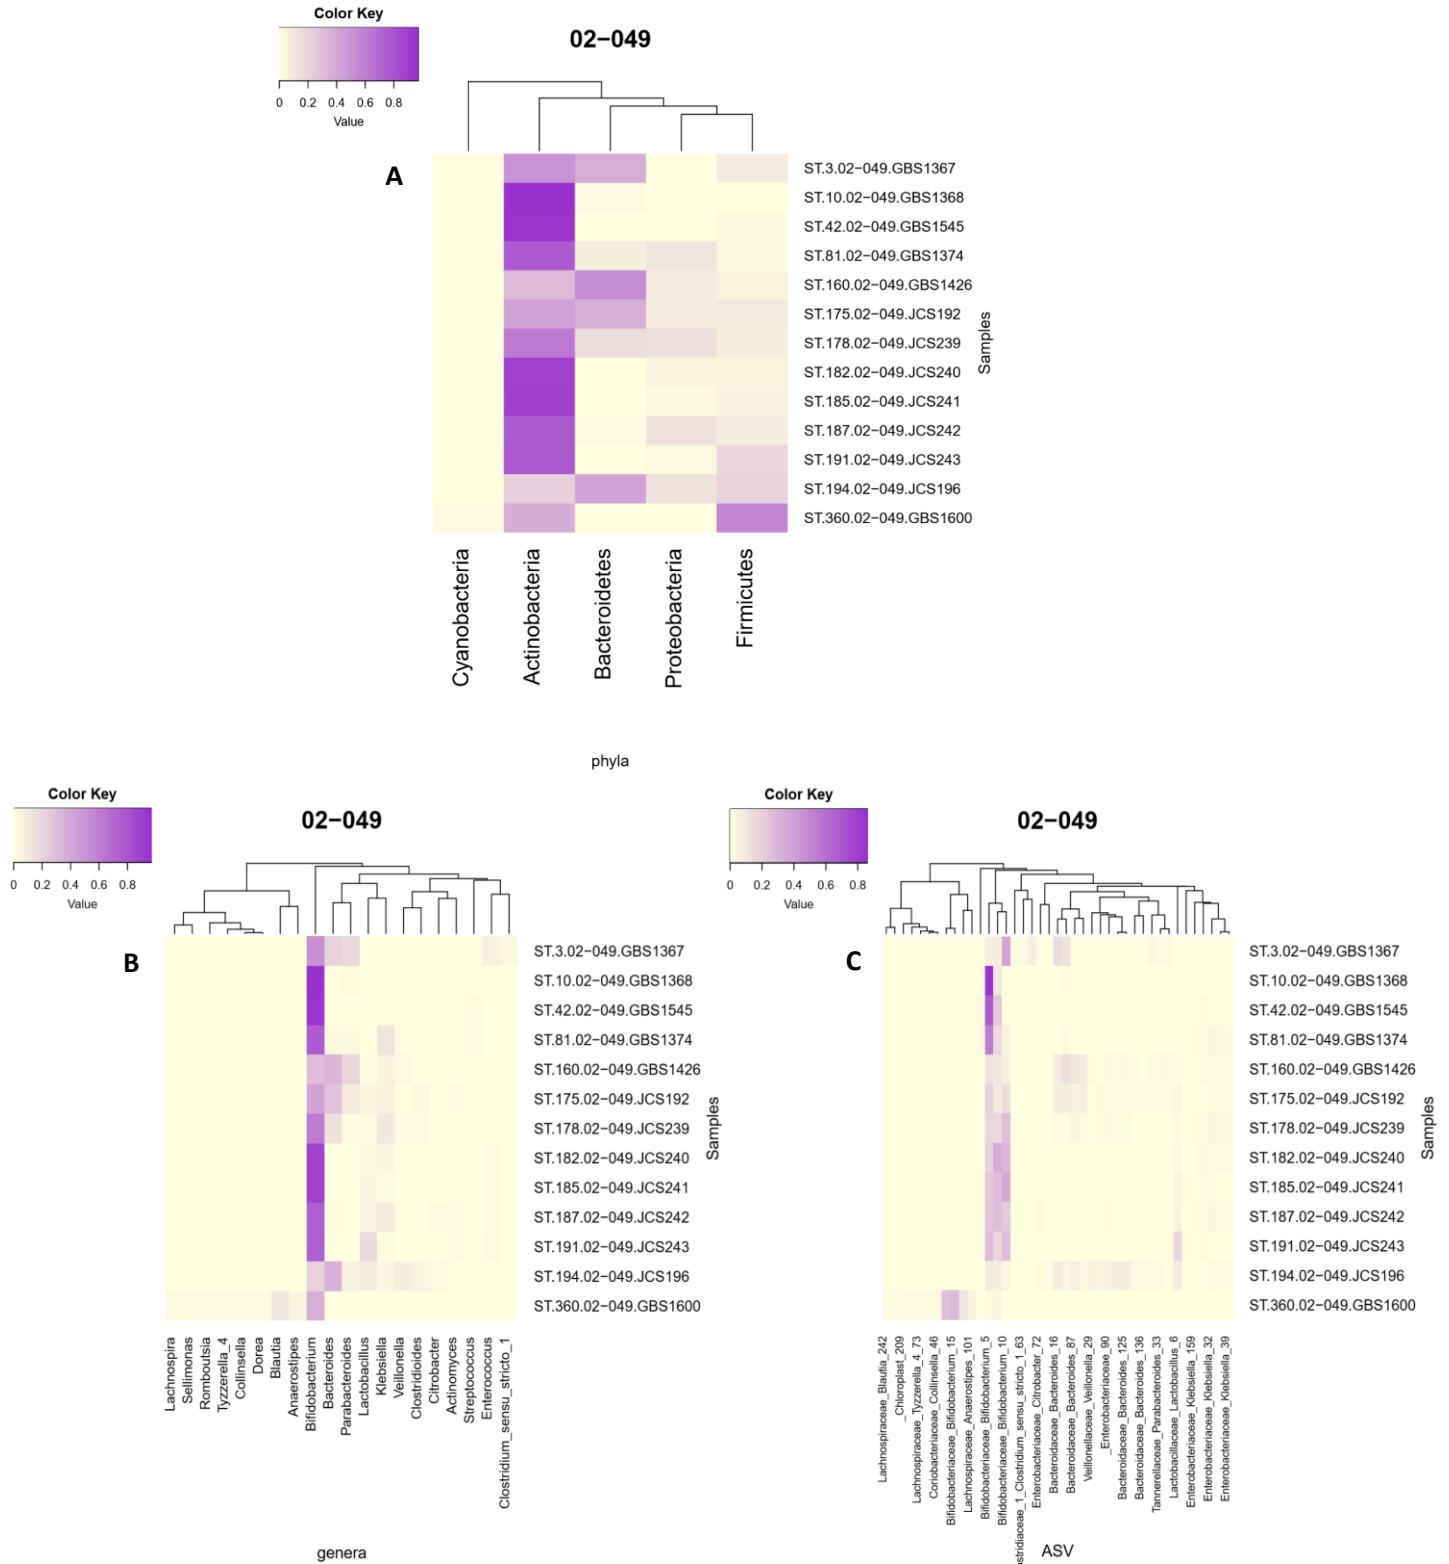 Color Key
0 0.2 0.4 0.6 0.8
Value
02−049
A
ST.3.02−049.GBS1367
ST.10.02−049.GBS1368
ST.42.02−049.GBS1545
ST.81.02−049.GBS1374
ST.160.02−049.GBS1426
ST.175.02−049.JCS192
ST.178.02−049.JCS239
ST.182.02−049.JCS240
ST.185.02−049.JCS241
ST.187.02−049.JCS242
ST.191.02−049.JCS243
ST.194.02−049.JCS196
ST.360.02−049.GBS1600
Samples
Cyanobacteria
Actinobacteria
Bacteroidetes
Proteobacteria
Firmicutes
phyla
Color Key
0 0.2 0.4 0.6 0.8
Value
02−049
B
ST.3.02−049.GBS1367
ST.10.02−049.GBS1368
ST.42.02−049.GBS1545
ST.81.02−049.GBS1374
ST.160.02−049.GBS1426
ST.175.02−049.JCS192
ST.178.02−049.JCS239
ST.182.02−049.JCS240
ST.185.02−049.JCS241
ST.187.02−049.JCS242
ST.191.02−049.JCS243
ST.194.02−049.JCS196
ST.360.02−049.GBS1600
Samples
Lachnospira
Sellimonas
Romboutsia
Tyzzerella_4
Collinsella
Dorea
Blautia
Anaerostipes
Bifidobacterium
Bacteroides
Parabacteroides
Lactobacillus
Klebsiella
Veillonella
Clostridioides
Citrobacter
Actinomyces
Streptococcus
Enterococcus
Clostridium_sensu_stricto_1
genera
Color Key
0 0.2 0.4 0.6 0.8
Value
02−049
C
ST.3.02−049.GBS1367
ST.10.02−049.GBS1368
ST.42.02−049.GBS1545
ST.81.02−049.GBS1374
ST.160.02−049.GBS1426
ST.175.02−049.JCS192
ST.178.02−049.JCS239
ST.182.02−049.JCS240
ST.185.02−049.JCS241
ST.187.02−049.JCS242
ST.191.02−049.JCS243
ST.194.02−049.JCS196
ST.360.02−049.GBS1600
Samples
Lachnospiraceae_Blautia_242
_Chloroplast_209
Lachnospiraceae_Tyzzerella_4_73
Coriobacteriaceae_Collinsella_46
Bifidobacteriaceae_Bifidobacterium_15
Lachnospiraceae_Anaerostipes_101
Bifidobacteriaceae_Bifidobacterium_5
Bifidobacteriaceae_Bifidobacterium_10
ostridiaceae_1_Clostridium_sensu_stricto_1_63
Enterobacteriaceae_Citrobacter_72
Bacteroidaceae_Bacteroides_16
Bacteroidaceae_Bacteroides_87
Veillonellaceae_Veillonella_29
_Enterobacteriaceae_90
Bacteroidaceae_Bacteroides_125
Bacteroidaceae_Bacteroides_136
Tannerellaceae_Parabacteroides_33
Lactobacillaceae_Lactobacillus_6
Enterobacteriaceae_Klebsiella_159
Enterobacteriaceae_Klebsiella_32
Enterobacteriaceae_Klebsiella_39
ASV